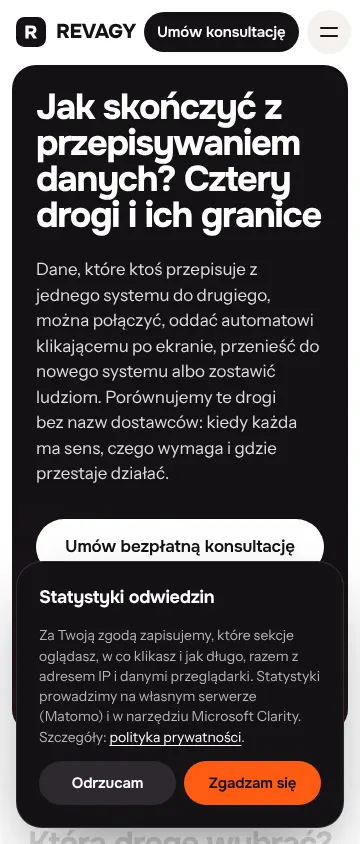 R REVAGY Umów konsultację
Jak skończyć z
przepisywaniem
danych? Cztery
drogi i ich granice
Dane, które ktoś przepisuje z
jednego systemu do drugiego,
można połączyć, oddać automatowi
klikającemu po ekranie, przenieść do
nowego systemu albo zostawić
ludziom. Porównujemy te drogi
bez nazw dostawców: kiedy każda
ma sens, czego wymaga i gdzie
przestaje działać.
Umów bezpłatną konsultację
Statystyki odwiedzin
Za Twoją zgodą zapisujemy, które sekcje
oglądasz, w co klikasz i jak długo, razem z
adresem IP i danymi przeglądarki. Statystyki
prowadzimy na własnym serwerze
(Matomo) i w narzędziu Microsoft Clarity.
Szczegóły: polityka prywatności.
Odrzucam Zgadzam się
Którą drogę wybrać?